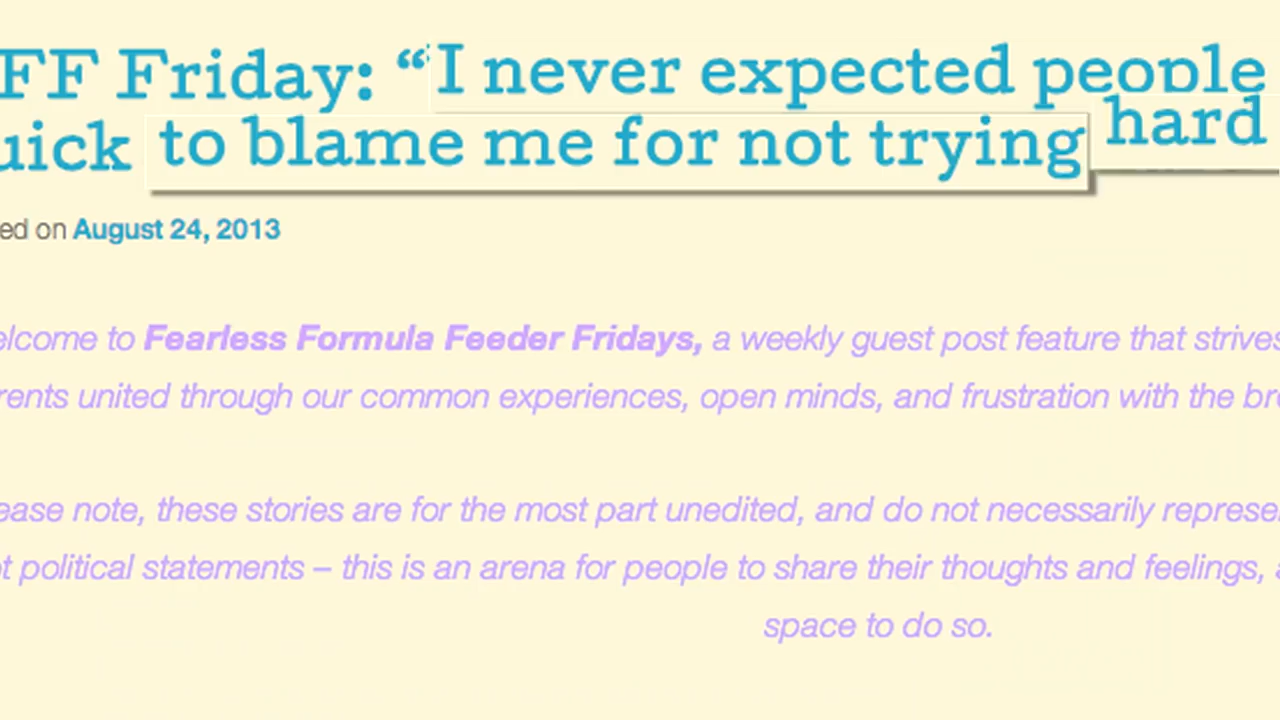 FF Friday: “I never expected people
uick to blame me for not trying hard
ed on August 24, 2013
elcome to Fearless Formula Feeder Fridays, a weekly guest post feature that strives
rents united through our common experiences, open minds, and frustration with the bre
ease note, these stories are for the most part unedited, and do not necessarily represe
t political statements – this is an arena for people to share their thoughts and feelings, a
space to do so.